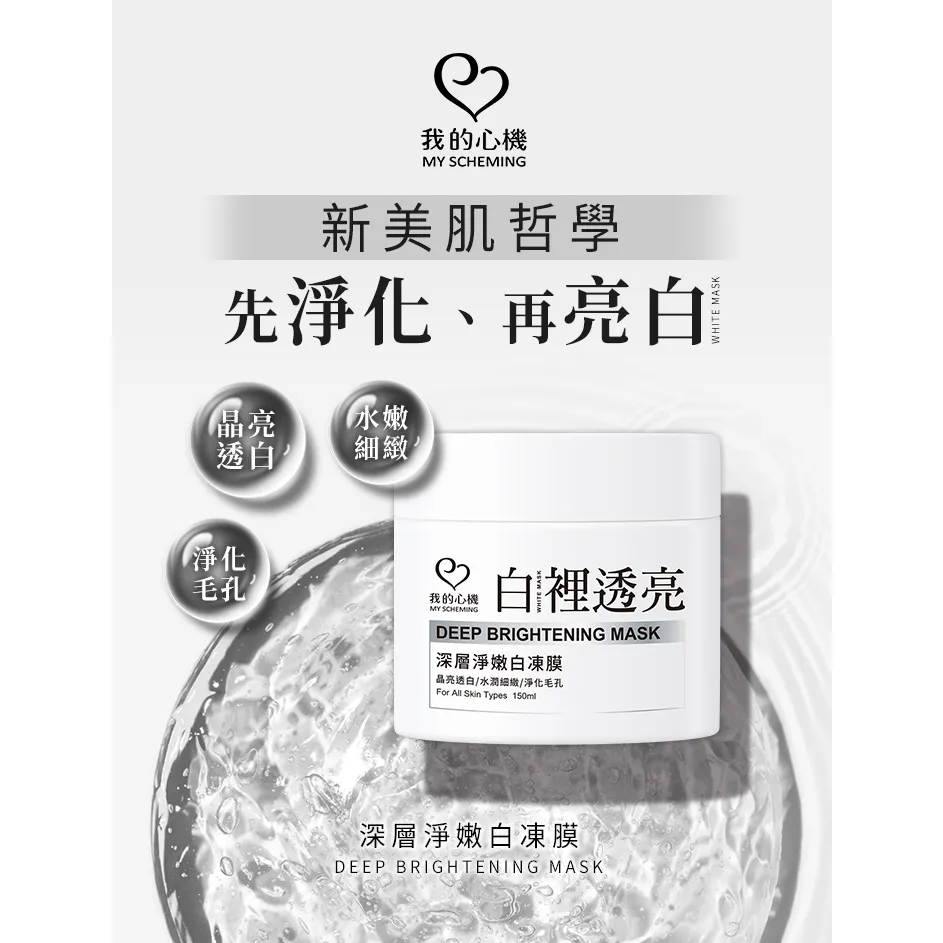 我的心機
MY SCHEMING
新美肌哲學
先淨化、再亮白
WHITE MASK
晶亮
透白
水嫩
細緻
淨化
毛孔
我的心機
MY SCHEMING
白裡透亮
WHITE MASK
DEEP BRIGHTENING MASK
深層淨嫩白凍膜
晶亮透白/水潤細緻/淨化毛孔
For All Skin Types 150ml
深層淨嫩白凍膜
DEEP BRIGHTENING MASK